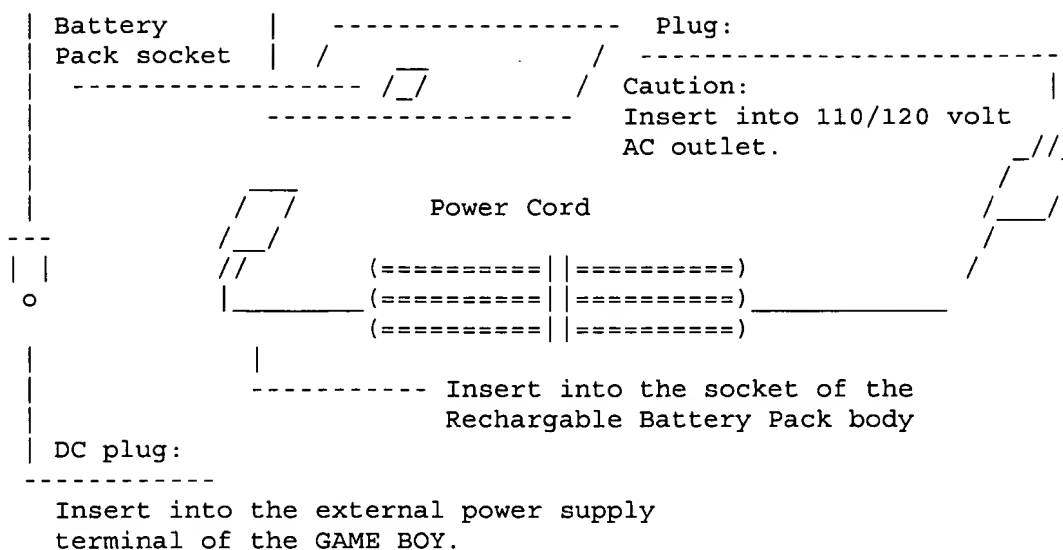 Battery
Pack socket
Plug:
Caution:
Insert into 110/120 volt
AC outlet.
Power Cord
Insert into the socket of the
Rechargable Battery Pack body
DC plug:
Insert into the external power supply
terminal of the GAME BOY.